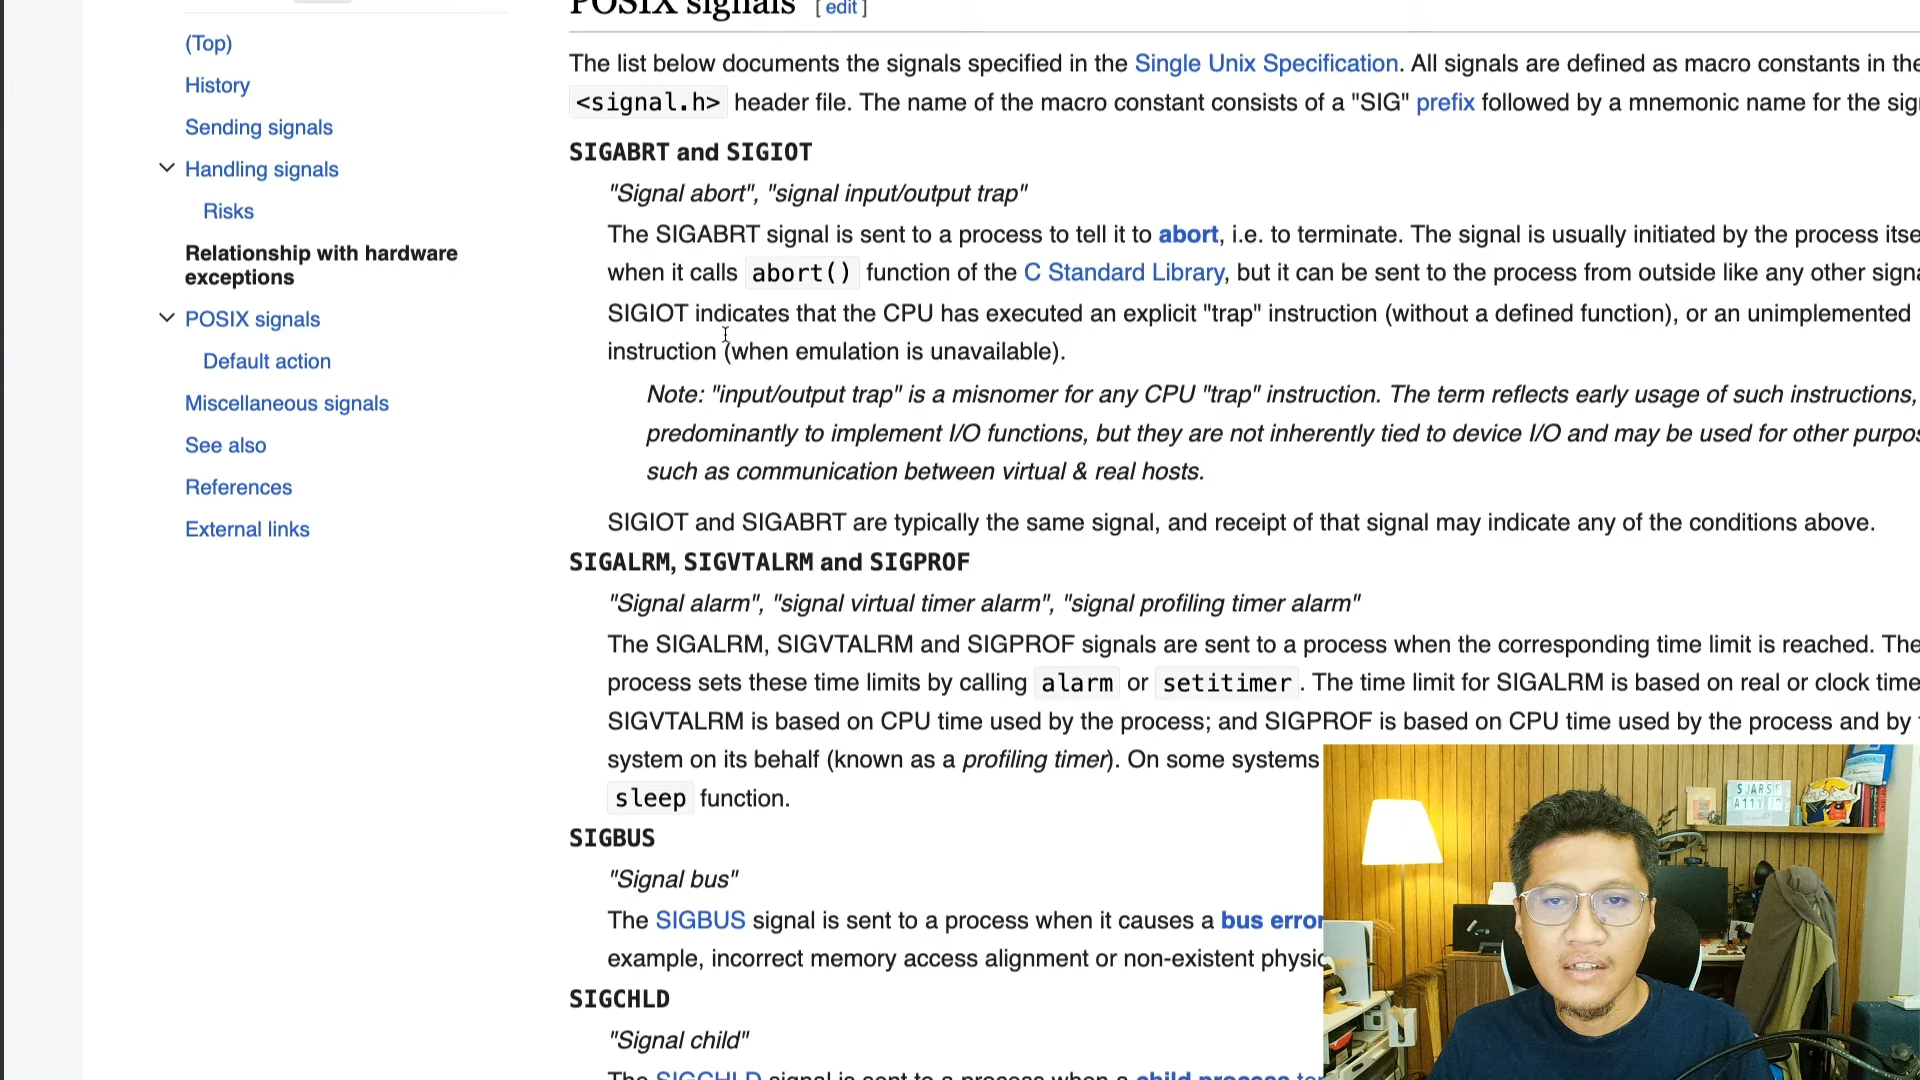 (Top)
History
Sending signals
Handling signals
Risks
Relationship with hardware
exceptions
POSIX signals
Default action
Miscellaneous signals
See also
References
External links
POSIX signals [ edit ]
The list below documents the signals specified in the Single Unix Specification. All signals are defined as macro constants in the
<signal.h> header file. The name of the macro constant consists of a "SIG" prefix followed by a mnemonic name for the sig
SIGABRT and SIGIOT
"Signal abort", "signal input/output trap"
The SIGABRT signal is sent to a process to tell it to abort, i.e. to terminate. The signal is usually initiated by the process itse
when it calls abort() function of the C Standard Library, but it can be sent to the process from outside like any other signa
SIGIOT indicates that the CPU has executed an explicit "trap" instruction (without a defined function), or an unimplemented
instruction (when emulation is unavailable).
Note: "input/output trap" is a misnomer for any CPU "trap" instruction. The term reflects early usage of such instructions,
predominantly to implement I/O functions, but they are not inherently tied to device I/O and may be used for other purpos
such as communication between virtual & real hosts.
SIGIOT and SIGABRT are typically the same signal, and receipt of that signal may indicate any of the conditions above.
SIGALRM, SIGVTALRM and SIGPROF
"Signal alarm", "signal virtual timer alarm", "signal profiling timer alarm"
The SIGALRM, SIGVTALRM and SIGPROF signals are sent to a process when the corresponding time limit is reached. The
process sets these time limits by calling alarm or setitimer. The time limit for SIGALRM is based on real or clock time
SIGVTALRM is based on CPU time used by the process; and SIGPROF is based on CPU time used by the process and by
system on its behalf (known as a profiling timer). On some systems
sleep function.
SIGBUS
"Signal bus"
The SIGBUS signal is sent to a process when it causes a bus error
example, incorrect memory access alignment or non-existent physic
SIGCHLD
"Signal child"
The SIGCHLD signal is sent to a process when a child process